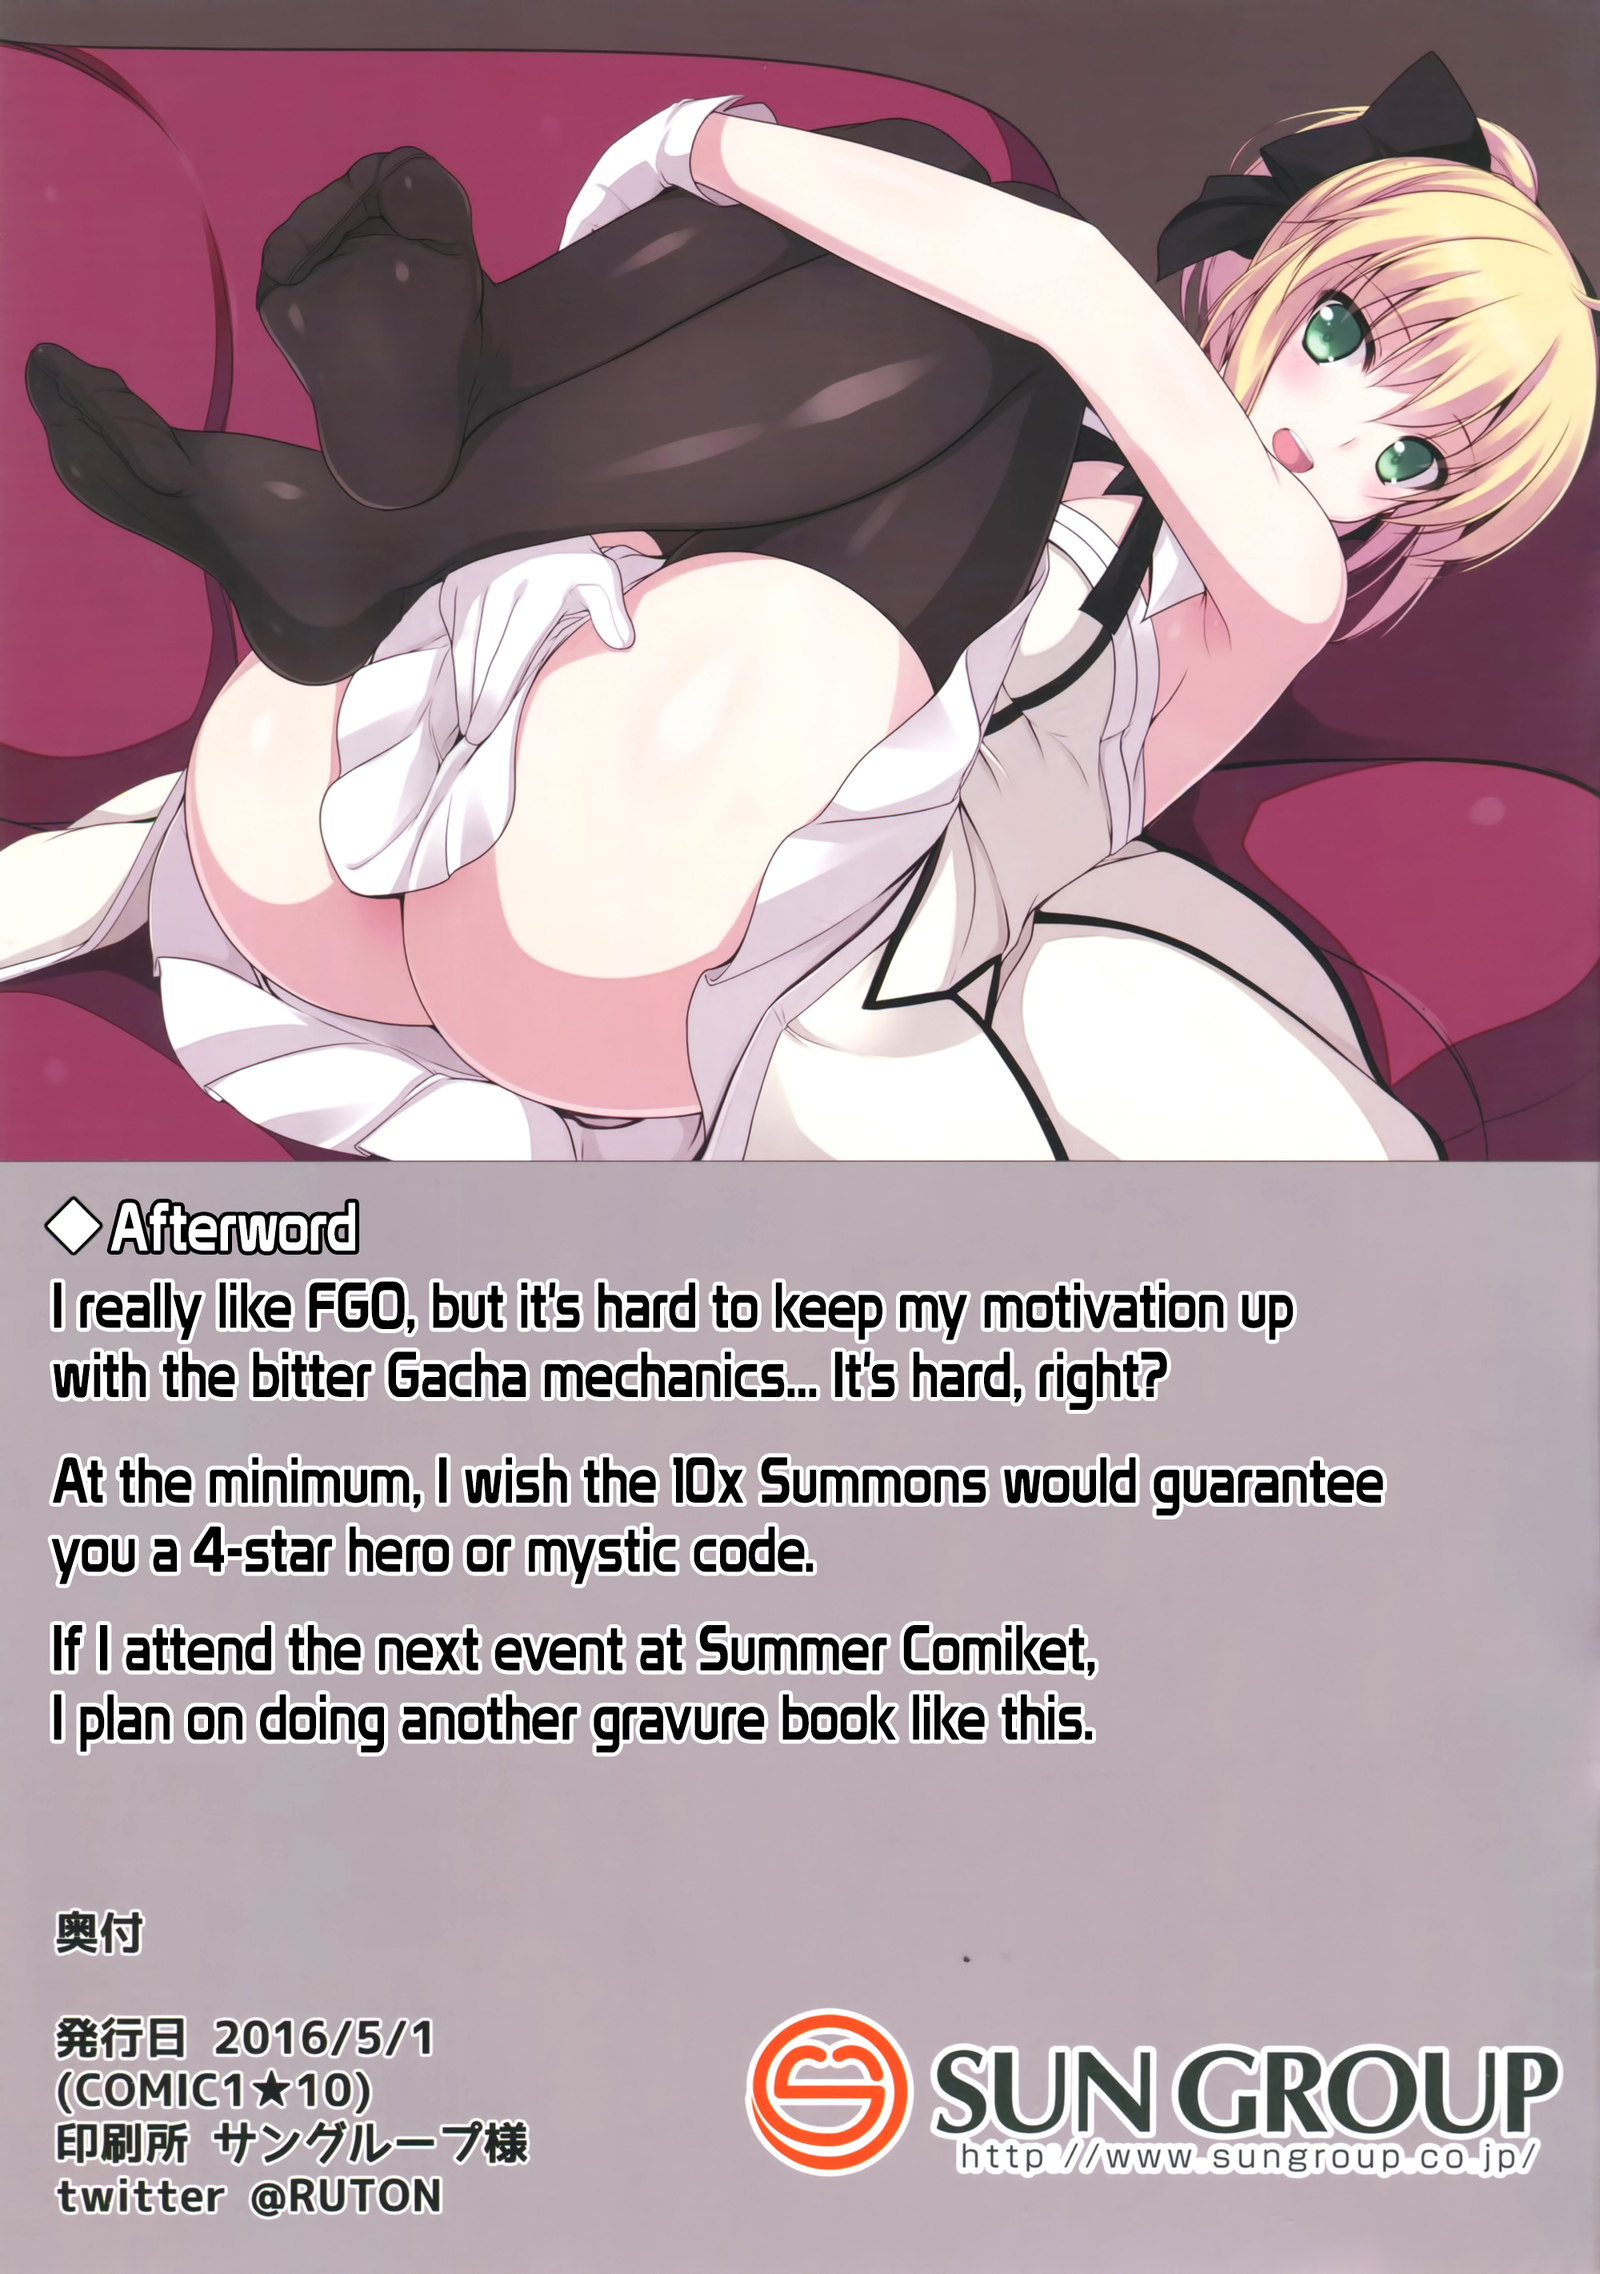 ◆Afterword
I really like FGO, but it's hard to keep my motivation up
with the bitter Gacha mechanics... It's hard, right?
At the minimum, I wish the 10x Summons would guarantee
you a 4-star hero or mystic code.
If I attend the next event at Summer Comiket,
I plan on doing another gravure book like this.
奥付
発行日 2016/5/1
(COMIC1★10)
印刷所 サングループ様
twitter @RUTON
SUN GROUP
http://www.sungroup.co.jp/